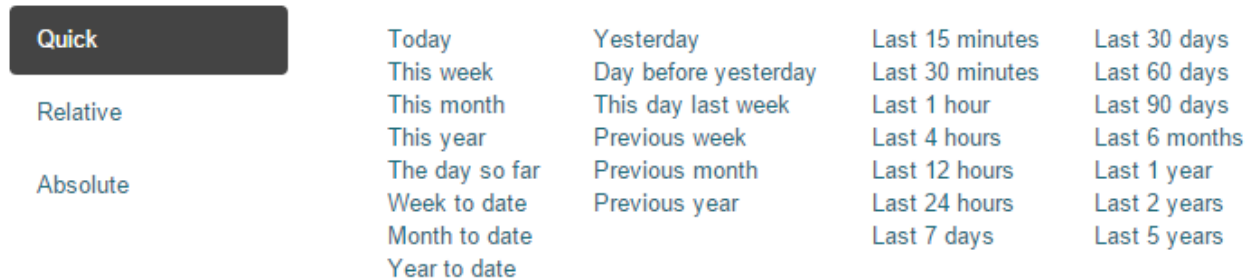 Quick
Relative
Absolute
Today
This week
This month
This year
The day so far
Week to date
Month to date
Year to date
Yesterday
Day before yesterday
This day last week
Previous week
Previous month
Previous year
Last 15 minutes
Last 30 minutes
Last 1 hour
Last 4 hours
Last 12 hours
Last 24 hours
Last 7 days
Last 30 days
Last 60 days
Last 90 days
Last 6 months
Last 1 year
Last 2 years
Last 5 years